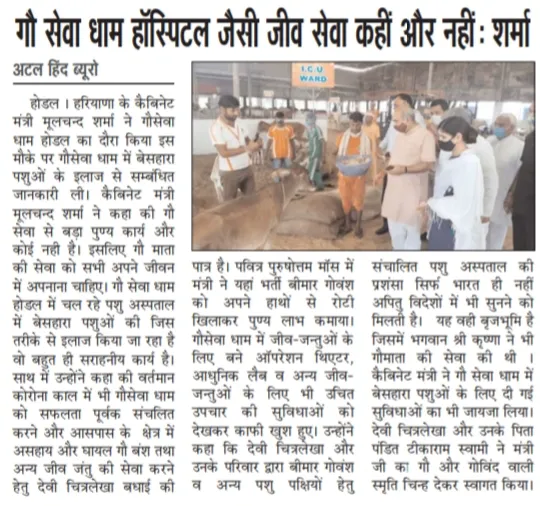 गौ सेवा धाम हॉस्पिटल जैसी जीव सेवा कहीं और नहीं : शर्मा
अटल हिंद ब्यूरो
होडल । हरियाणा के कैबिनेट
मंत्री मूलचन्द शर्मा ने गौसेवा
धाम होडल का दौरा किया इस
मौके पर गौसेवा धाम में बेसहारा
पशुओं के इलाज से सम्बंधित
जानकारी ली। कैबिनेट मंत्री
मूलचन्द शर्मा ने कहा की गौ
सेवा से बड़ा पुण्य कार्य और
कोई नही है। इसलिए गौ माता
की सेवा को सभी अपने जीवन
में अपनाना चाहिए। गौ सेवा धाम
होडल में चल रहे पशु अस्पताल
में बेसहारा पशुओं की जिस
तरीके से इलाज किया जा रहा है
वो बहुत ही सराहनीय कार्य है।
साथ में उन्होंने कहा की वर्तमान
कोरोना काल में भी गौसेवा धाम
को सफलता पूर्वक संचलित
करने और आसपास के क्षेत्र में
असहाय और घायल गौ बंश तथा
अन्य जीव जंतु की सेवा करने
हेतु देवी चित्रलेखा बधाई की
I.C.U
WARD
पात्र है। पवित्र पुरुषोत्तम मॉस में
मंत्री ने यहां भर्ती बीमार गोवंश
को अपने हाथों से रोटी
खिलाकर पुण्य लाभ कमाया।
गौसेवा धाम में जीव-जन्तुओं के
लिए बने ऑपरेशन थिएटर,
आधुनिक लैब व अन्य जीव-
जन्तुओं के लिए भी उचित
उपचार की सुविधाओं को
देखकर काफी खुश हुए। उन्होंने
कहा कि देवी चित्रलेखा और
उनके परिवार द्वारा बीमार गोवंश
व अन्य पशु पक्षियों हेतु
संचालित पशु अस्पताल की
प्रशंसा सिर्फ भारत ही नहीं
अपितु विदेशों में भी सुनने को
मिलती है। यह वही बृजभूमि है
जिसमें भगवान श्री कृष्णा ने भी
गौमाता की सेवा की थी ।
कैबिनेट मंत्री ने गौ सेवा धाम में
बेसहारा पशुओं के लिए दी गई
सुविधाओं का भी जायजा लिया।
देवी चित्रलेखा और उनके पिता
पंडित टीकाराम स्वामी ने मंत्री
जी का गौ और गोविंद वाली
स्मृति चिन्ह देकर स्वागत किया।